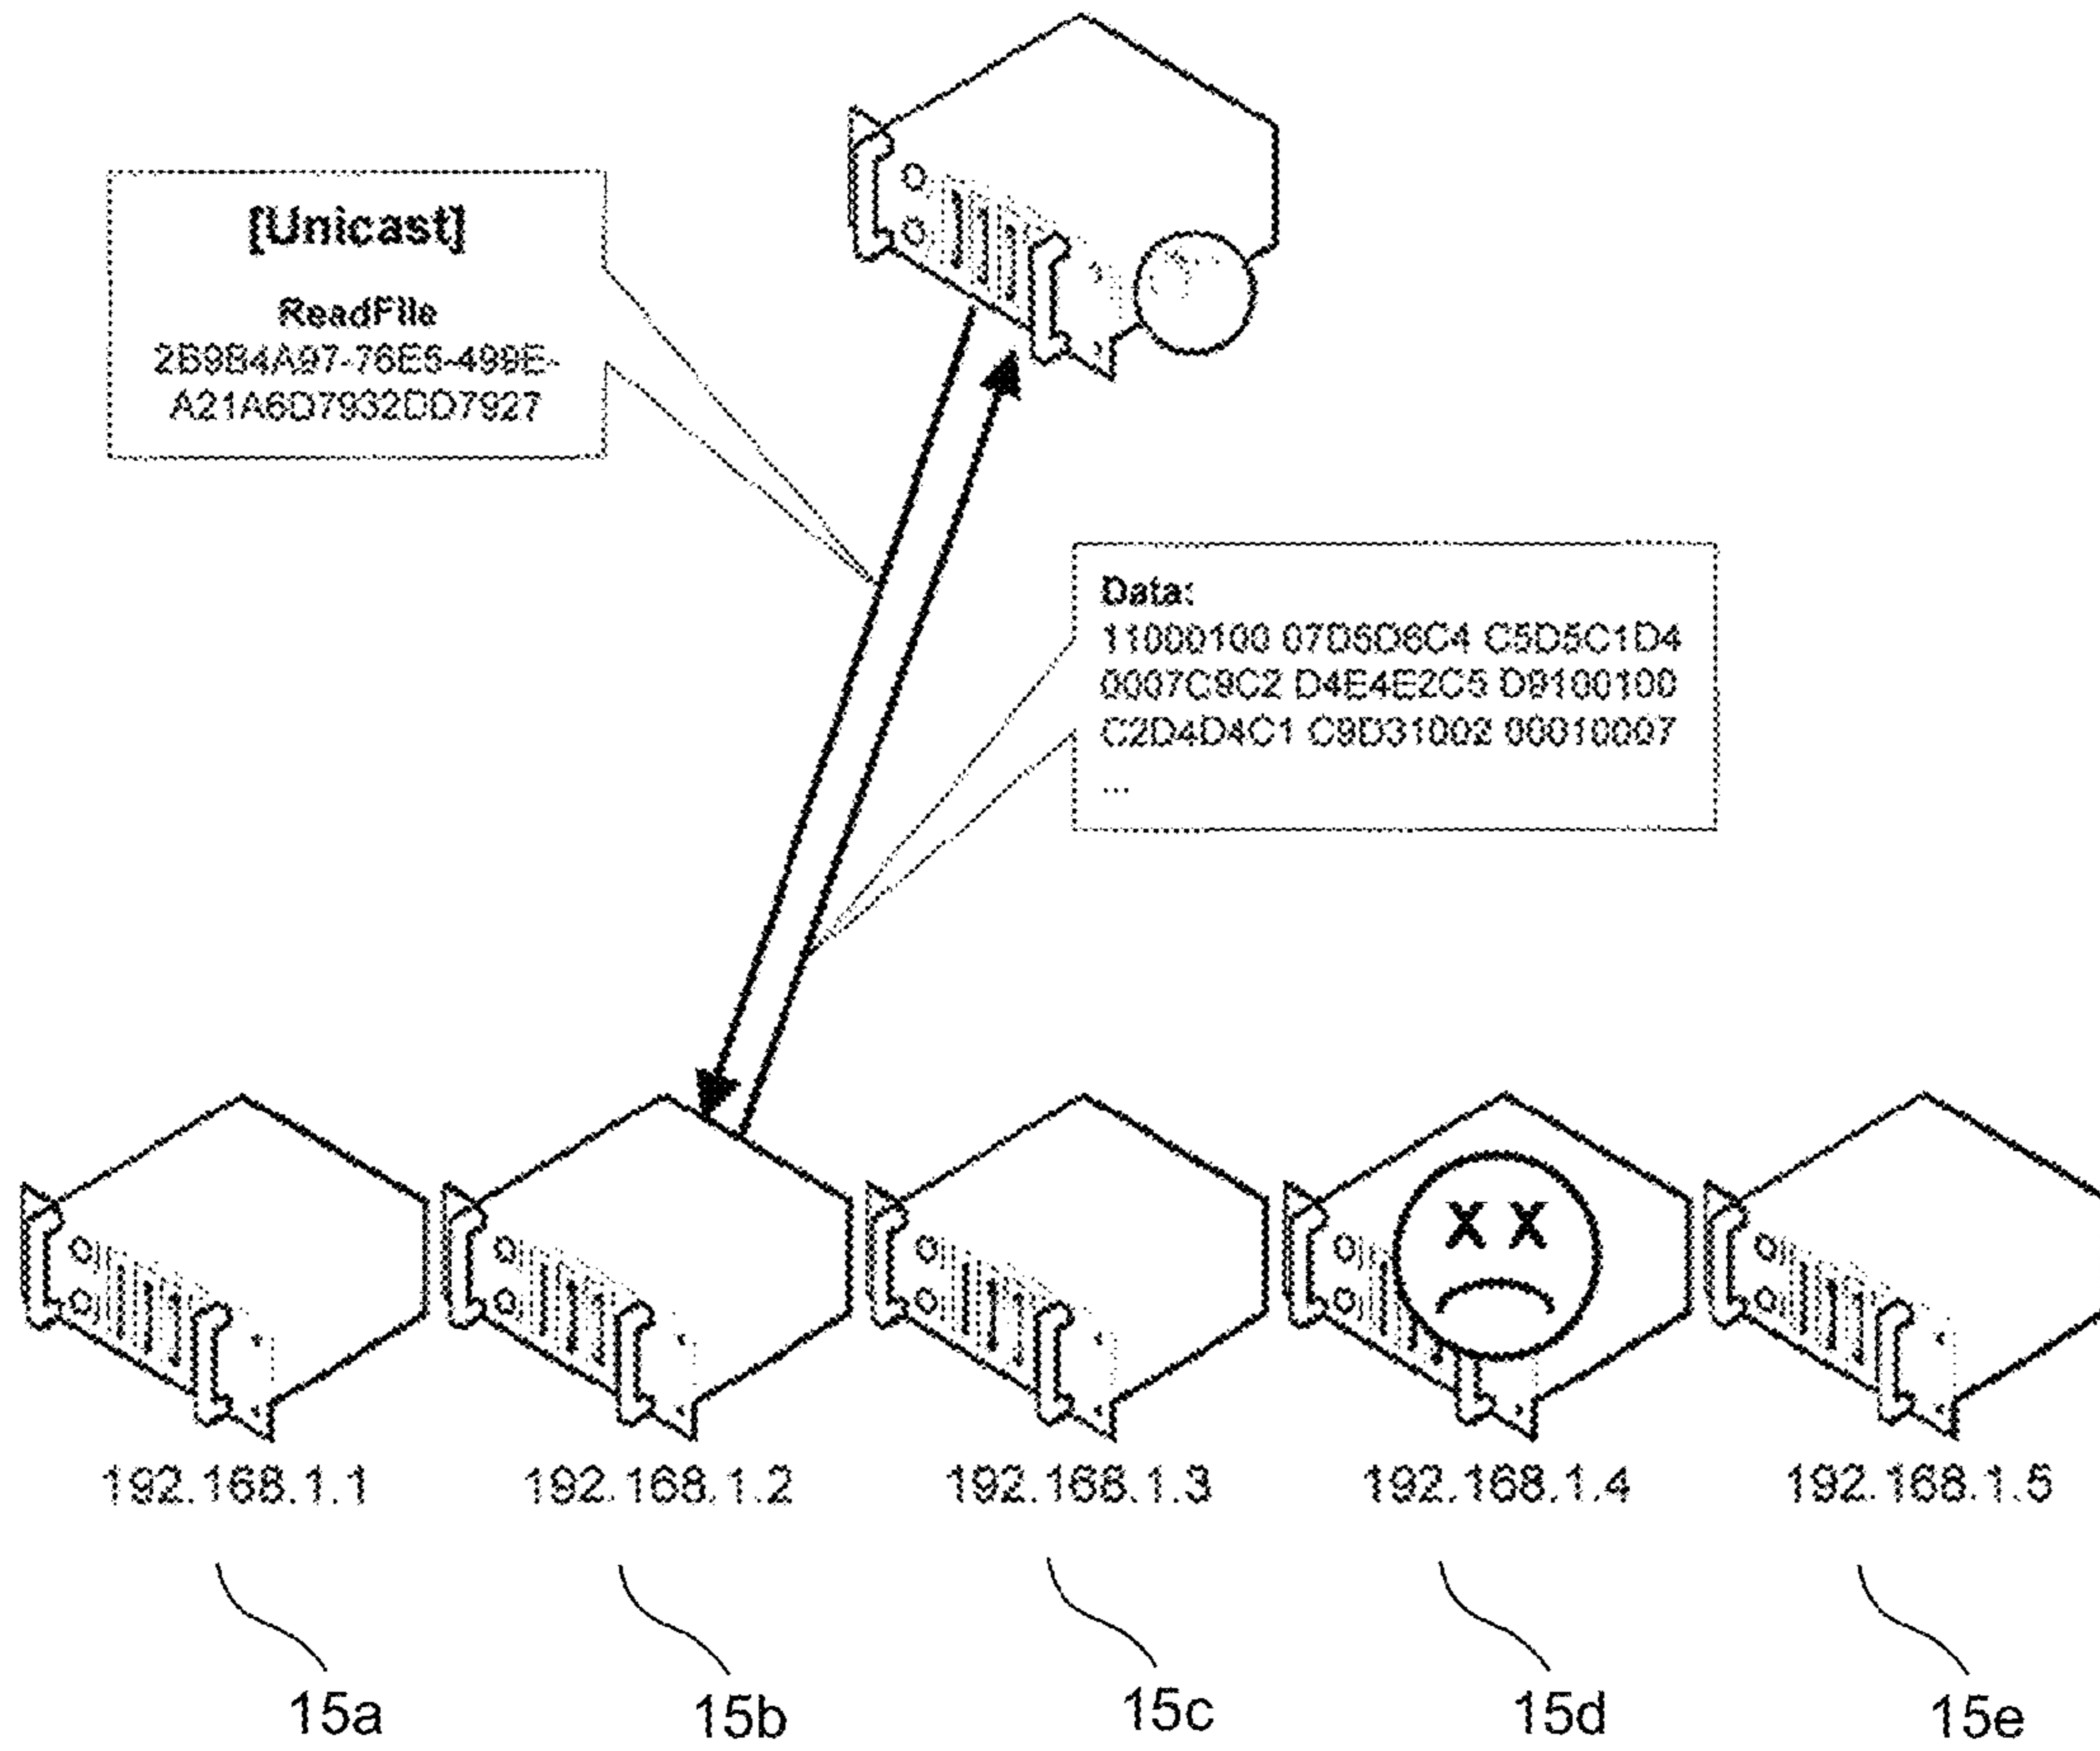 [Unicast]
ReadFile
2B9B4A97-76E5-499E-
A21A6D7932DD7927
Data:
11000100 07D5D6C4 C5D5C1D4
0007C9C2 D4E4E2C5 D9100100
C2D4D4C1 C9D31002 00010007
...
x x
192.168.1.1
192.168.1.2
192.168.1.3
192.168.1.4
192.168.1.5
15a
15b
15c
15d
15e